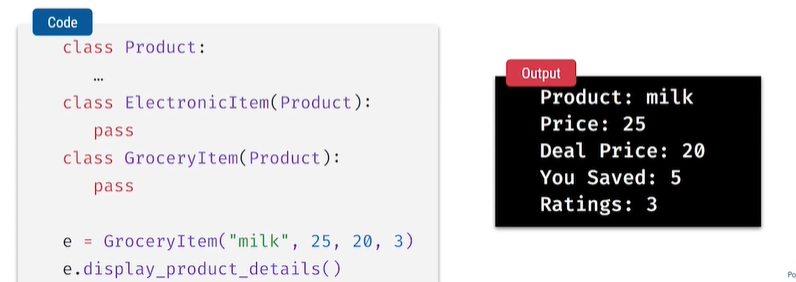 Code
class Product:
…
class ElectronicItem(Product):
pass
class GroceryItem(Product):
pass
e = GroceryItem("milk", 25, 20, 3)
e.display_product_details()
Output
Product: milk
Price: 25
Deal Price: 20
You Saved: 5
Ratings: 3
Po